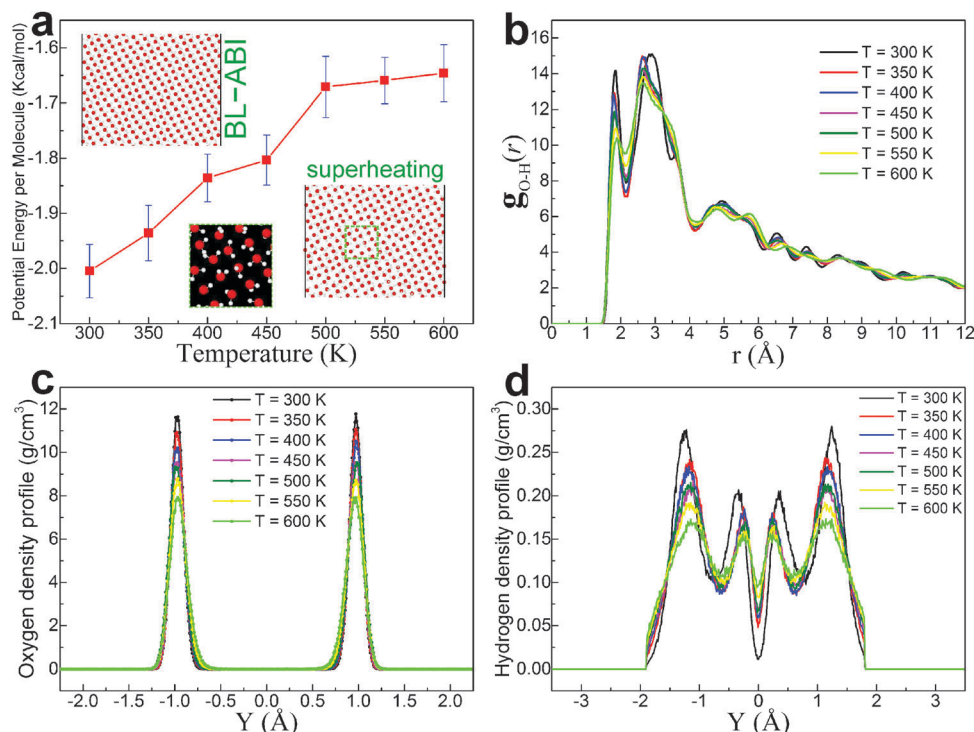 a
Potential Energy per Molecule (Kcal/mol)
-1.6
-1.7
-1.8
-1.9
-2.0
-2.1
BL-ABI
superheating
300 350 400 450 500 550 600
Temperature (K)
b
g_O-H(r)
16
14
12
10
8
6
4
2
0
T = 300 K
T = 350 K
T = 400 K
T = 450 K
T = 500 K
T = 550 K
T = 600 K
0 1 2 3 4 5 6 7 8 9 10 11 12
r (Å)
c
Oxygen density profile (g/cm³)
12
10
8
6
4
2
0
T = 300 K
T = 350 K
T = 400 K
T = 450 K
T = 500 K
T = 550 K
T = 600 K
-2.0 -1.5 -1.0 -0.5 0.0 0.5 1.0 1.5 2.0
Y (Å)
d
Hydrogen density profile (g/cm³)
0.30
0.25
0.20
0.15
0.10
0.05
0.00
T = 300 K
T = 350 K
T = 400 K
T = 450 K
T = 500 K
T = 550 K
T = 600 K
-3 -2 -1 0 1 2 3
Y (Å)